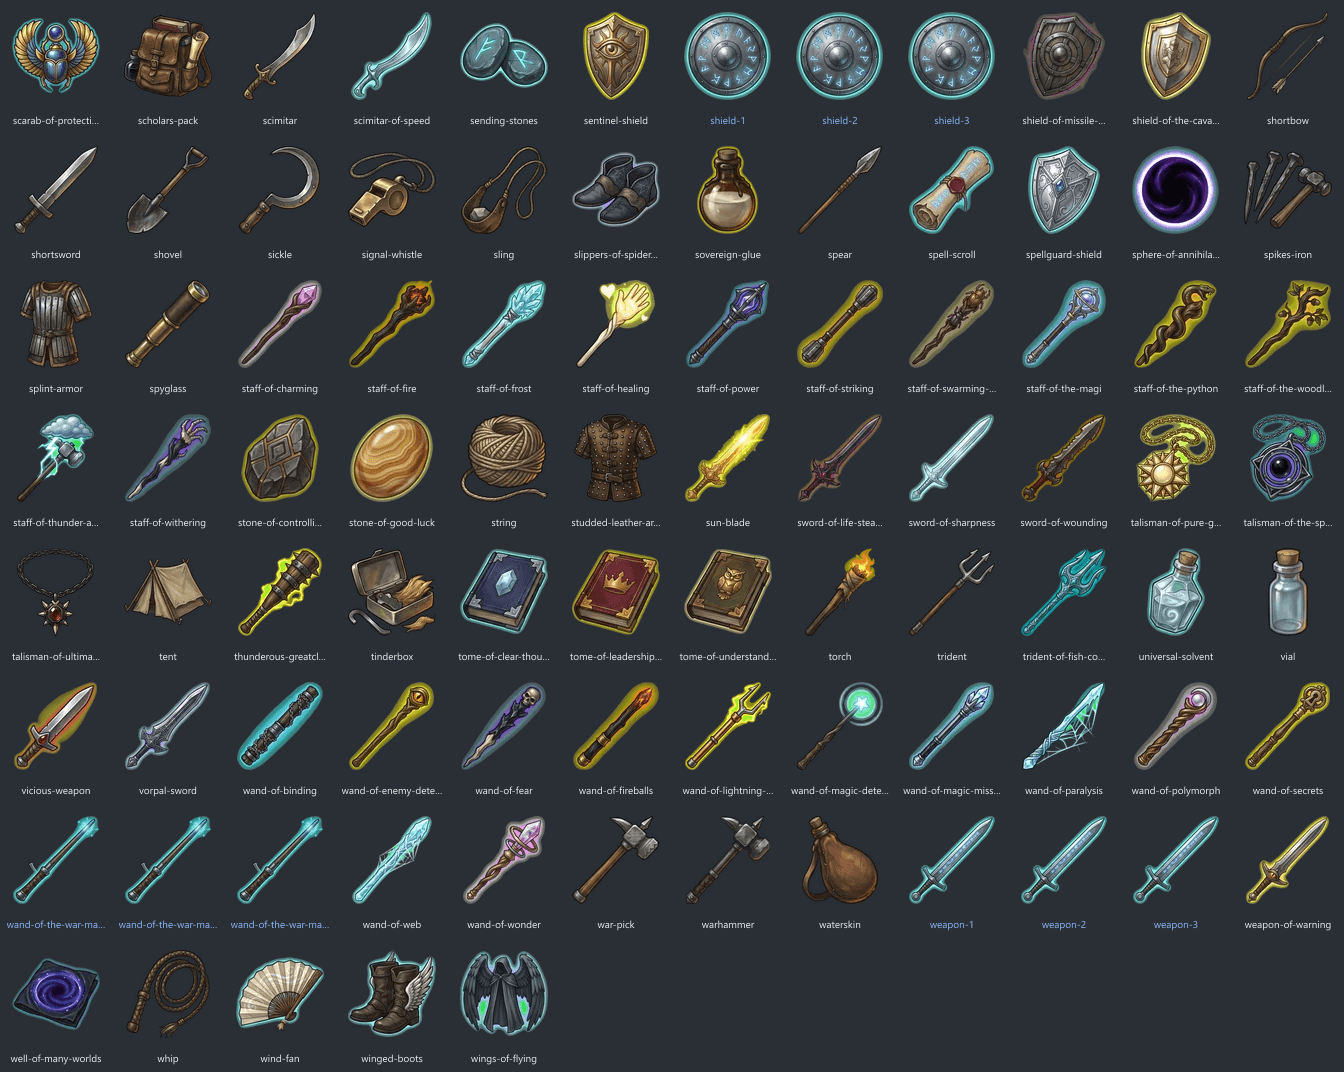 scarab-of-protecti...
scholars-pack
scimitar
scimitar-of-speed
sending-stones
sentinel-shield
shield-1
shield-2
shield-3
shield-of-missile-...
shield-of-the-cava...
shortbow
shortsword
shovel
sickle
signal-whistle
sling
slippers-of-spider...
sovereign-glue
spear
spell-scroll
spellguard-shield
sphere-of-annihila...
spikes-iron
splint-armor
spyglass
staff-of-charming
staff-of-fire
staff-of-frost
staff-of-healing
staff-of-power
staff-of-striking
staff-of-swarming-...
staff-of-the-magi
staff-of-the-python
staff-of-the-woodl...
staff-of-thunder-a...
staff-of-withering
stone-of-controlli...
stone-of-good-luck
string
studded-leather-ar...
sun-blade
sword-of-life-stea...
sword-of-sharpness
sword-of-wounding
talisman-of-pure-g...
talisman-of-the-sp...
talisman-of-ultima...
tent
thunderous-greatcl...
tinderbox
tome-of-clear-thou...
tome-of-leadership...
tome-of-understand...
torch
trident
trident-of-fish-co...
universal-solvent
vial
vicious-weapon
vorpal-sword
wand-of-binding
wand-of-enemy-dete...
wand-of-fear
wand-of-fireballs
wand-of-lightning-...
wand-of-magic-dete...
wand-of-magic-miss...
wand-of-paralysis
wand-of-polymorph
wand-of-secrets
wand-of-the-war-ma...
wand-of-the-war-ma...
wand-of-the-war-ma...
wand-of-web
wand-of-wonder
war-pick
warhammer
waterskin
weapon-1
weapon-2
weapon-3
weapon-of-warning
well-of-many-worlds
whip
wind-fan
winged-boots
wings-of-flying